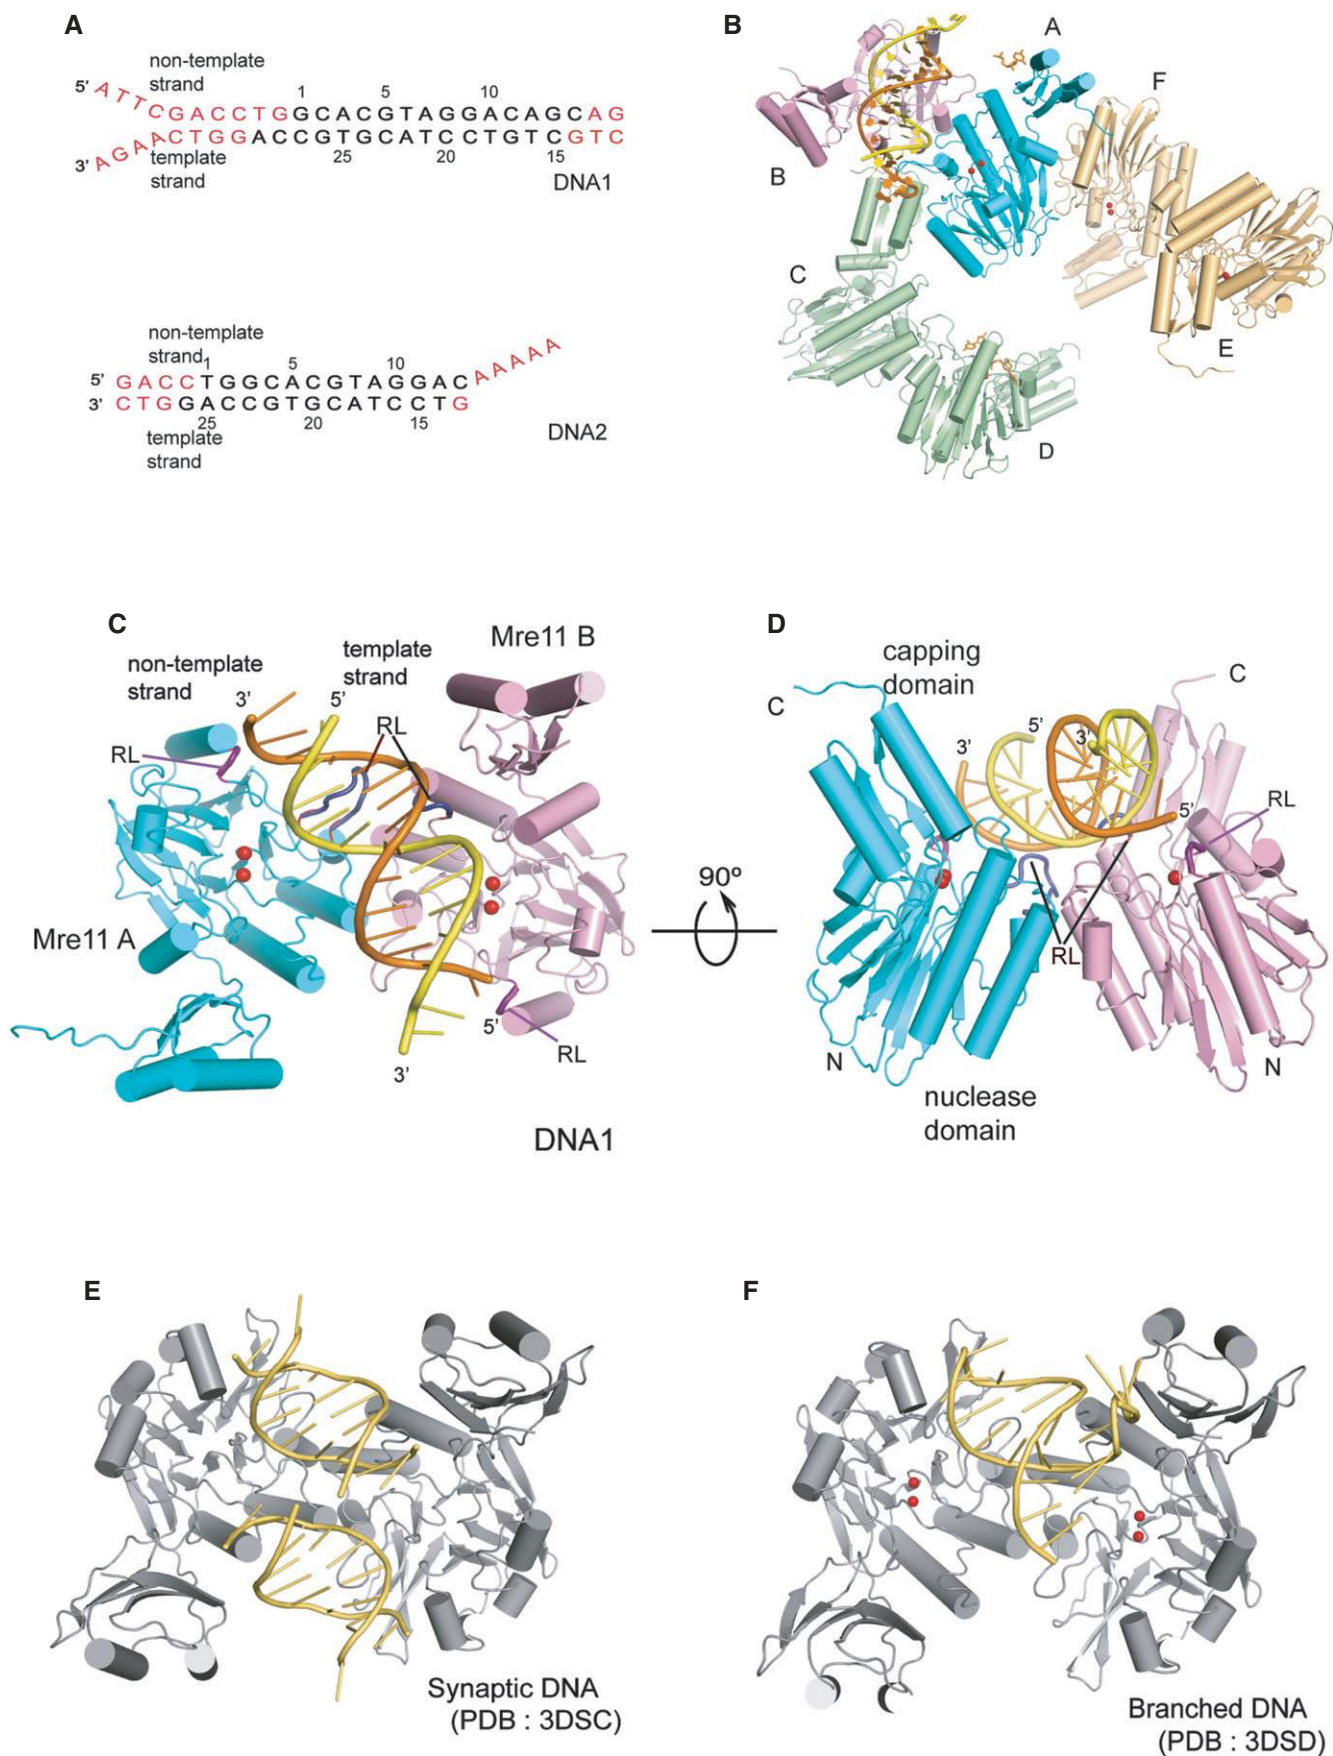 A
non-template
strand
1 5 10
5' ATTCGACCTGGCACGTAGGACAGCAG
3' AGAACTGGACCGTGCATCCTGTCGTC
template
strand
25 20 15
DNA1
non-template
strand
1 5 10
5' GACCTGGCACGTAGGACAAAAA
3' CTGGACCGTGCATCCTG
25 20 15
template
strand
DNA2
B
A
F
B
C
E
D
C
Mre11 B
non-template
strand
template
strand
3'
5'
RL
RL
Mre11 A
5'
RL
3'
DNA1
90º
D
capping
domain
C
C
3'
5'
3'
5'
RL
RL
N
N
nuclease
domain
E
Synaptic DNA
(PDB : 3DSC)
F
Branched DNA
(PDB : 3DSD)